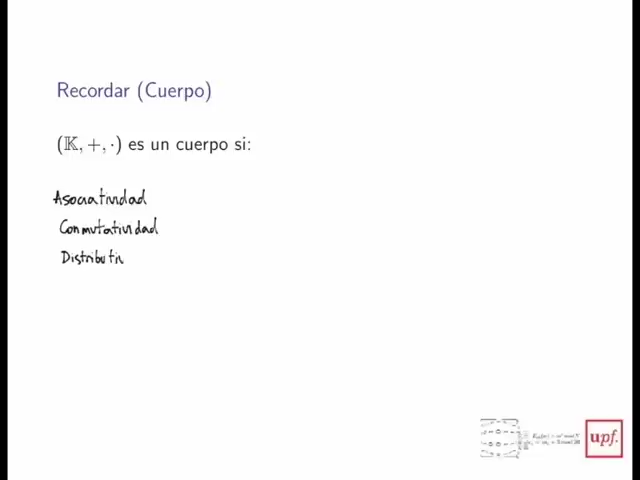 Recordar (Cuerpo)
(𝕂, +, ·) es un cuerpo si:
Asociatividad
Conmutatividad
Distributiv
upf.